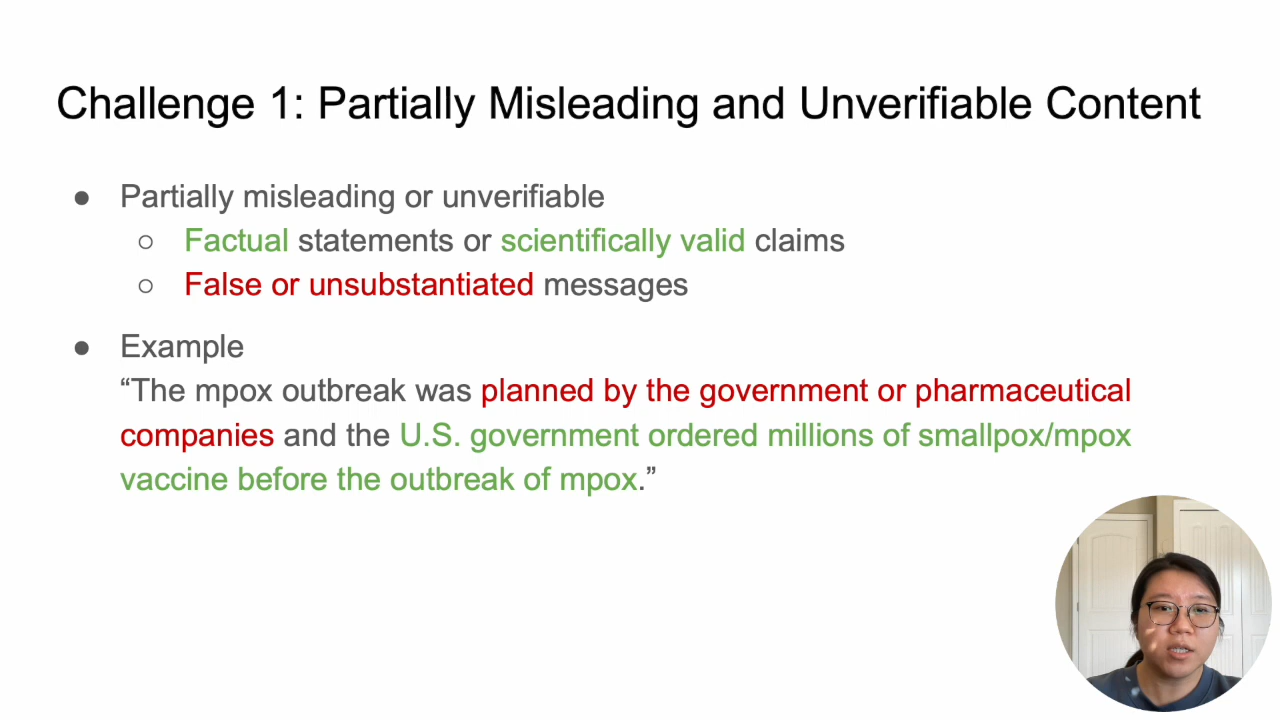 Challenge 1: Partially Misleading and Unverifiable Content
● Partially misleading or unverifiable
○ Factual statements or scientifically valid claims
○ False or unsubstantiated messages
● Example
“The mpox outbreak was planned by the government or pharmaceutical
companies and the U.S. government ordered millions of smallpox/mpox
vaccine before the outbreak of mpox.”